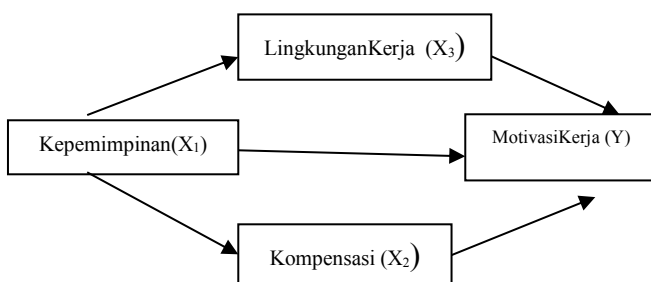 LingkunganKerja (X₃)
Kepemimpinan(X₁)
MotivasiKerja (Y)
Kompensasi (X₂)